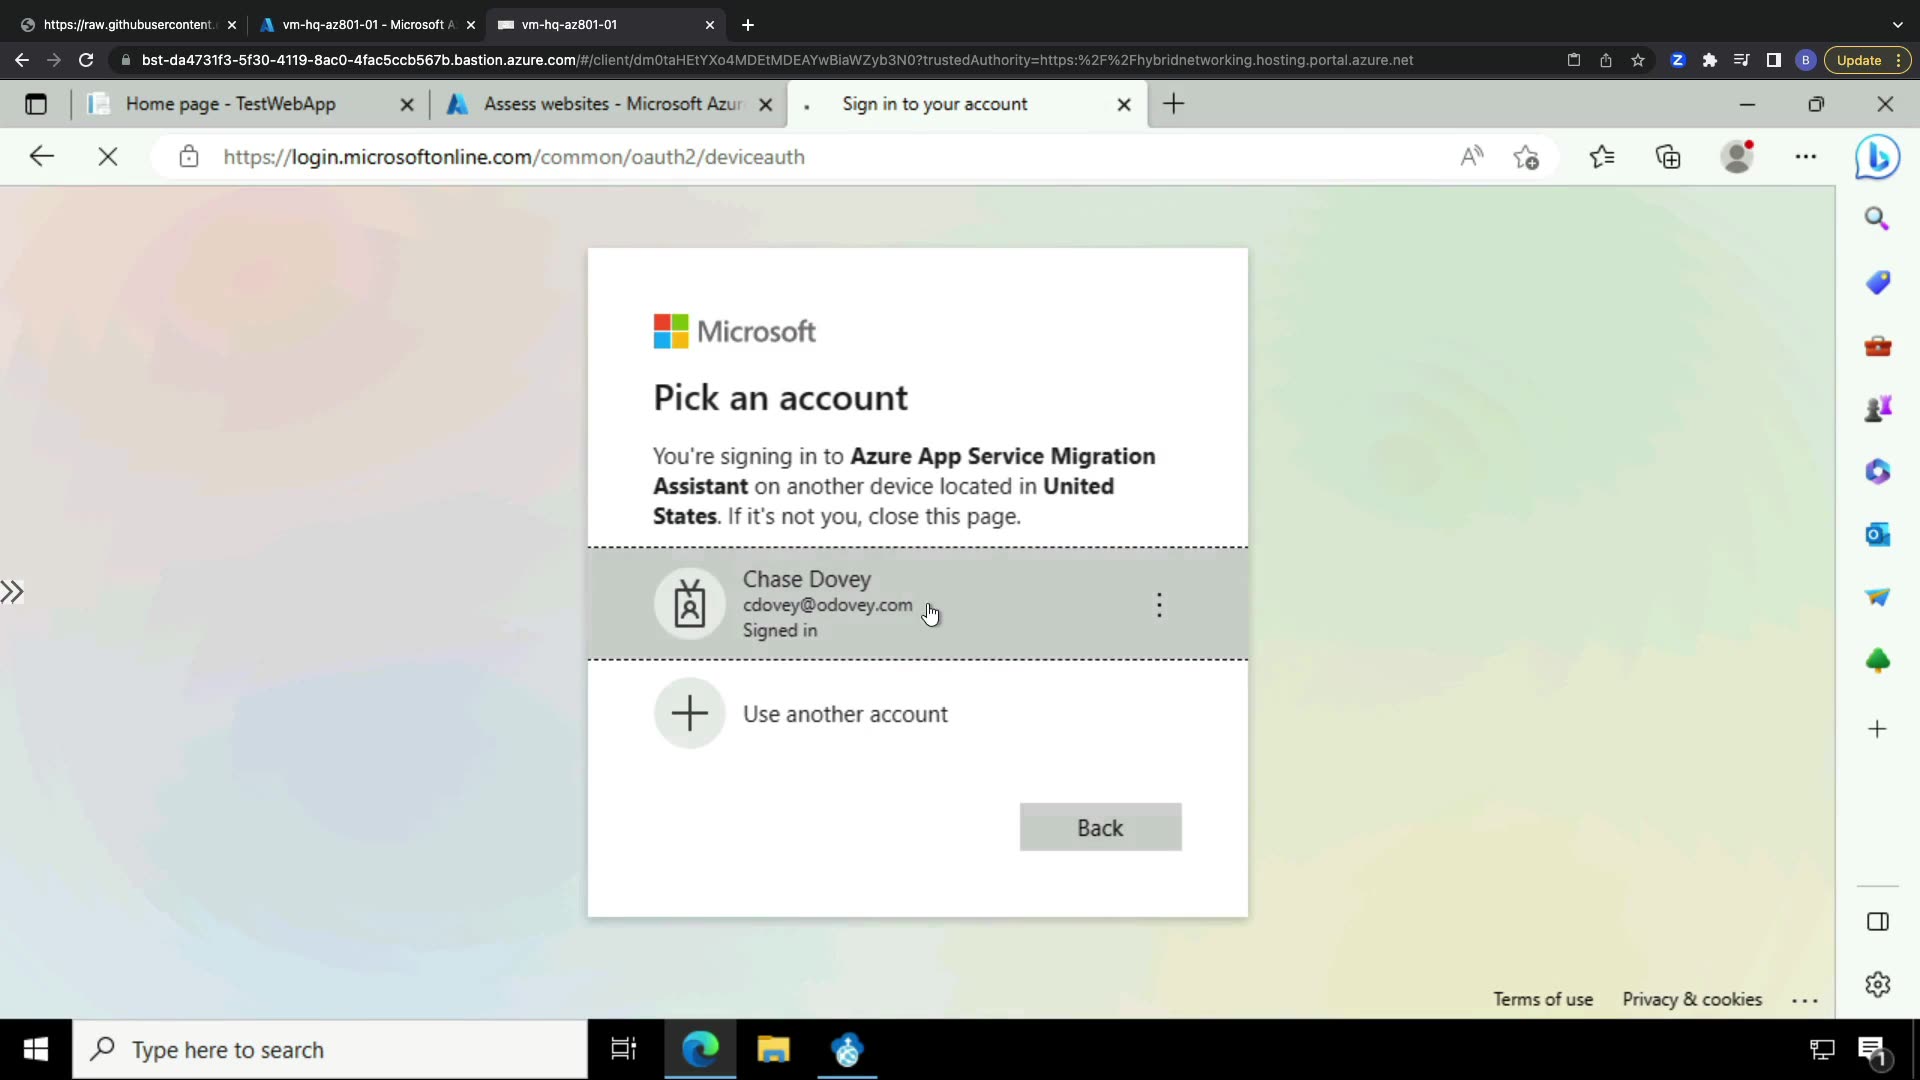 https://raw.githubusercontent.
vm-hq-az801-01 - Microsoft A
vm-hq-az801-01
bst-da4731f3-5f30-4119-8ac0-4fac5ccb567b.bastion.azure.com/#/client/dm0taHEtYXo4MDEtMDEAYwBiaWZyb3N0?trustedAuthority=https:%2F%2Fhybridnetworking.hosting.portal.azure.net
B
Update
Home page - TestWebApp
Assess websites - Microsoft Azur
Sign in to your account
https://login.microsoftonline.com/common/oauth2/deviceauth
Microsoft
Pick an account
You're signing in to Azure App Service Migration
Assistant on another device located in United
States. If it's not you, close this page.
Chase Dovey
cdovey@odovey.com
Signed in
Use another account
Back
Terms of use
Privacy & cookies
Type here to search
1